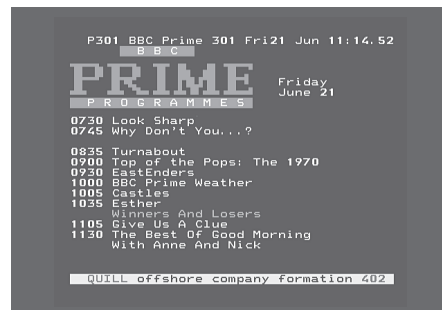 P301 BBC Prime 301 Fri21 Jun 11:14.52
BBC
PRIME
PROGRAMMES
Friday
June 21
0730 Look Sharp
0745 Why Don't You...?
0835 Turnabout
0900 Top of the Pops: The 1970
0930 EastEnders
1000 BBC Prime Weather
1005 Castles
1035 Esther
Winners And Losers
1105 Give Us A Clue
1130 The Best Of Good Morning
With Anne And Nick
QUILL offshore company formation 402